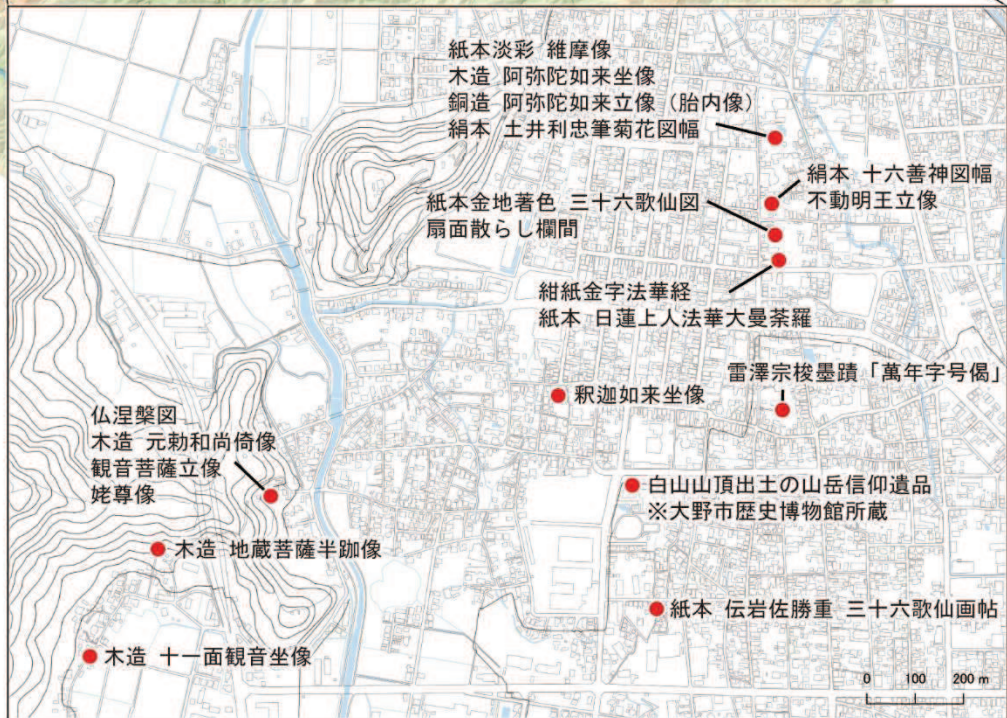 紙本淡彩 維摩像
木造 阿弥陀如来坐像
銅造 阿弥陀如来立像（胎内像）
絹本 土井利忠筆菊花図幅
絹本 十六善神図幅
不動明王立像
紙本金地著色 三十六歌仙図
扇面散らし欄間
紺紙金字法華経
紙本 日蓮上人法華大曼荼羅
雷澤宗梭墨蹟「萬年字号偈」
釈迦如来坐像
仏涅槃図
木造 元勅和尚倚像
観音菩薩立像
姥尊像
白山山頂出土の山岳信仰遺品
※大野市歴史博物館所蔵
木造 地蔵菩薩半跏像
紙本 伝岩佐勝重 三十六歌仙画帖
木造 十一面観音坐像
0 100 200 m